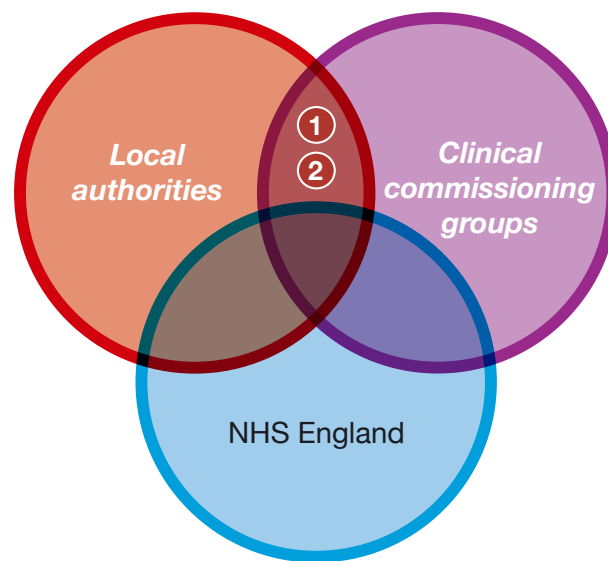 1
2
Local
authorities
Clinical
commissioning
groups
NHS England